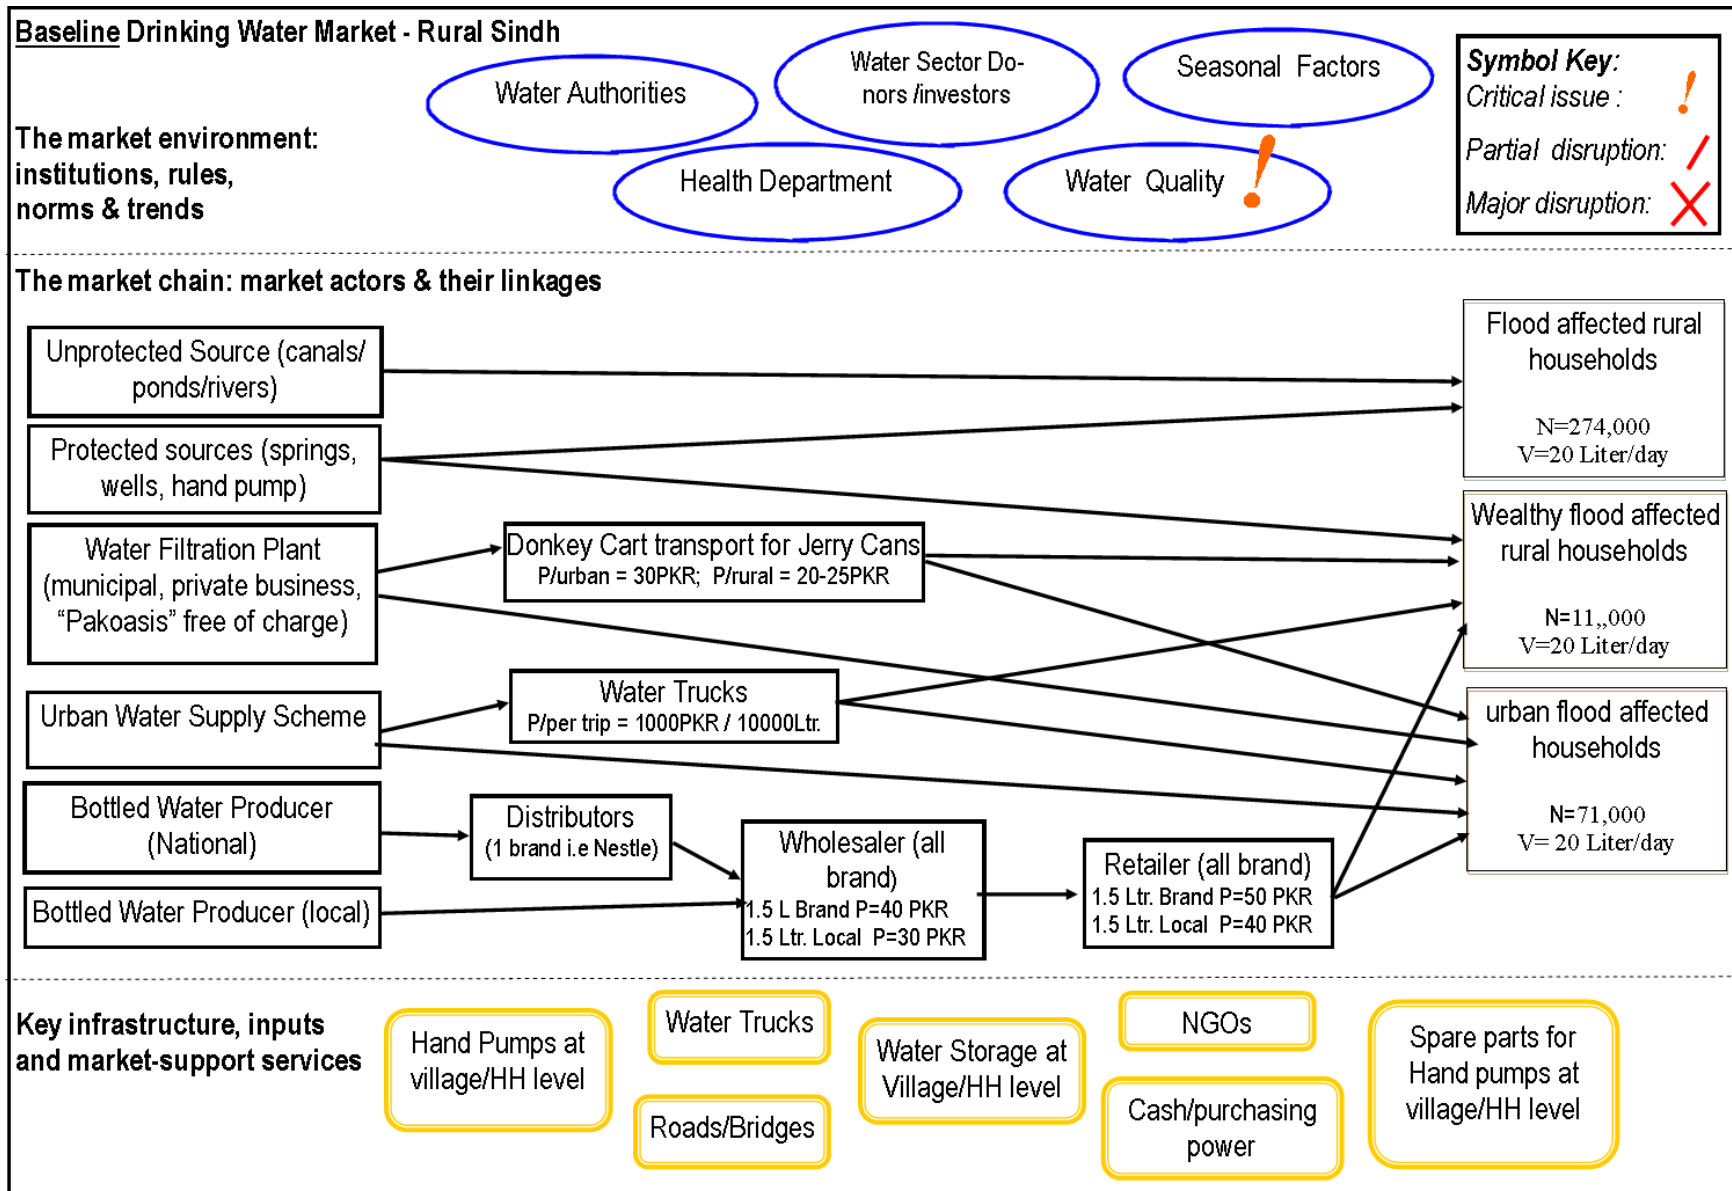 Baseline Drinking Water Market - Rural Sindh
Water Authorities
Water Sector Do-
nors /investors
Seasonal Factors
Symbol Key:
Critical issue :
Partial disruption:
Major disruption:
The market environment:
institutions, rules,
norms & trends
Health Department
Water Quality
The market chain: market actors & their linkages
Unprotected Source (canals/
ponds/rivers)
Protected sources (springs,
wells, hand pump)
Water Filtration Plant
(municipal, private business,
“Pakoasis” free of charge)
Urban Water Supply Scheme
Bottled Water Producer
(National)
Bottled Water Producer (local)
Donkey Cart transport for Jerry Cans
P/urban = 30PKR; P/rural = 20-25PKR
Water Trucks
P/per trip = 1000PKR / 10000Ltr.
Distributors
(1 brand i.e Nestle)
Wholesaler (all
brand)
1.5 L Brand P=40 PKR
1.5 Ltr. Local P=30 PKR
Retailer (all brand)
1.5 Ltr. Brand P=50 PKR
1.5 Ltr. Local P=40 PKR
Flood affected rural
households
N=274,000
V=20 Liter/day
Wealthy flood affected
rural households
N=11,,000
V=20 Liter/day
urban flood affected
households
N=71,000
V= 20 Liter/day
Key infrastructure, inputs
and market-support services
Hand Pumps at
village/HH level
Water Trucks
Roads/Bridges
Water Storage at
Village/HH level
NGOs
Cash/purchasing
power
Spare parts for
Hand pumps at
village/HH level